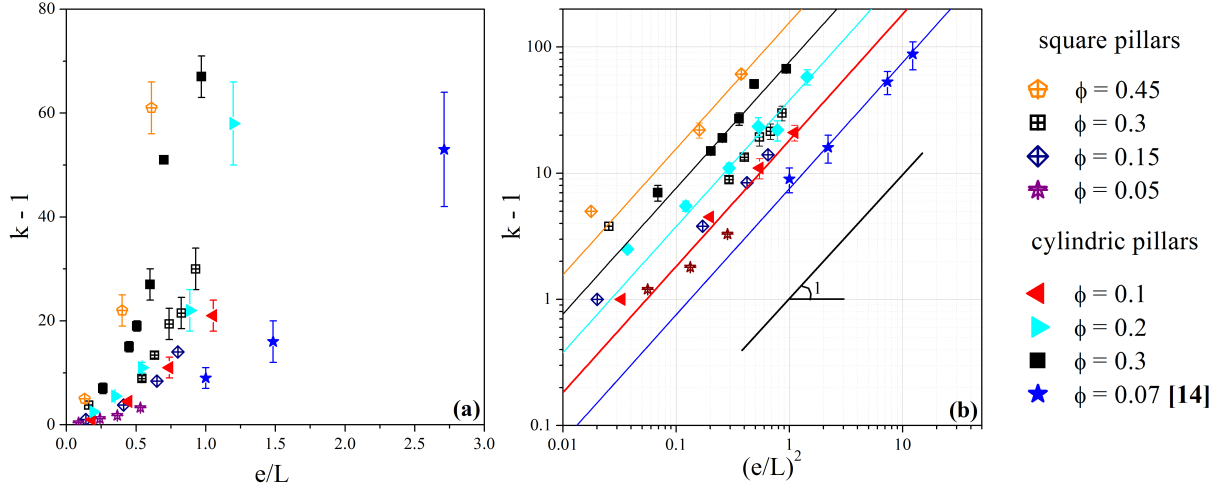 80
60
40
20
0
k - 1
0.0 0.5 1.0 1.5 2.0 2.5 3.0
e/L
(a)
100
10
1
0.1
k - 1
0.01 0.1 1 10
(e/L)²
(b)
1
square pillars
ϕ = 0.45
ϕ = 0.3
ϕ = 0.15
ϕ = 0.05
cylindric pillars
ϕ = 0.1
ϕ = 0.2
ϕ = 0.3
ϕ = 0.07 [14]